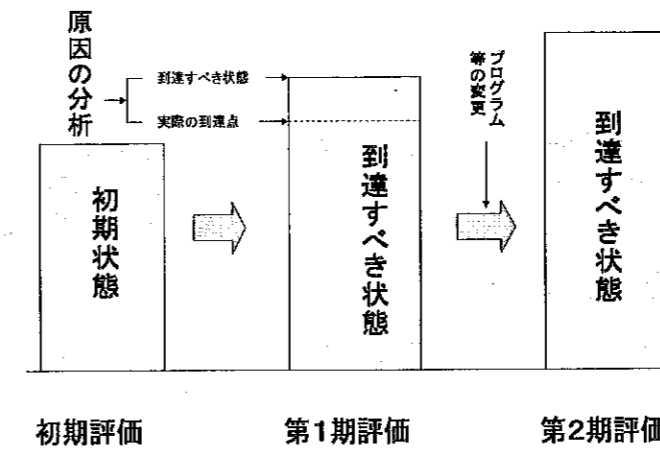 原因の分析
到達すべき状態
実際の到達点
プログラム
等の変更
初期状態
到達すべき状態
到達すべき状態
初期評価
第1期評価
第2期評価